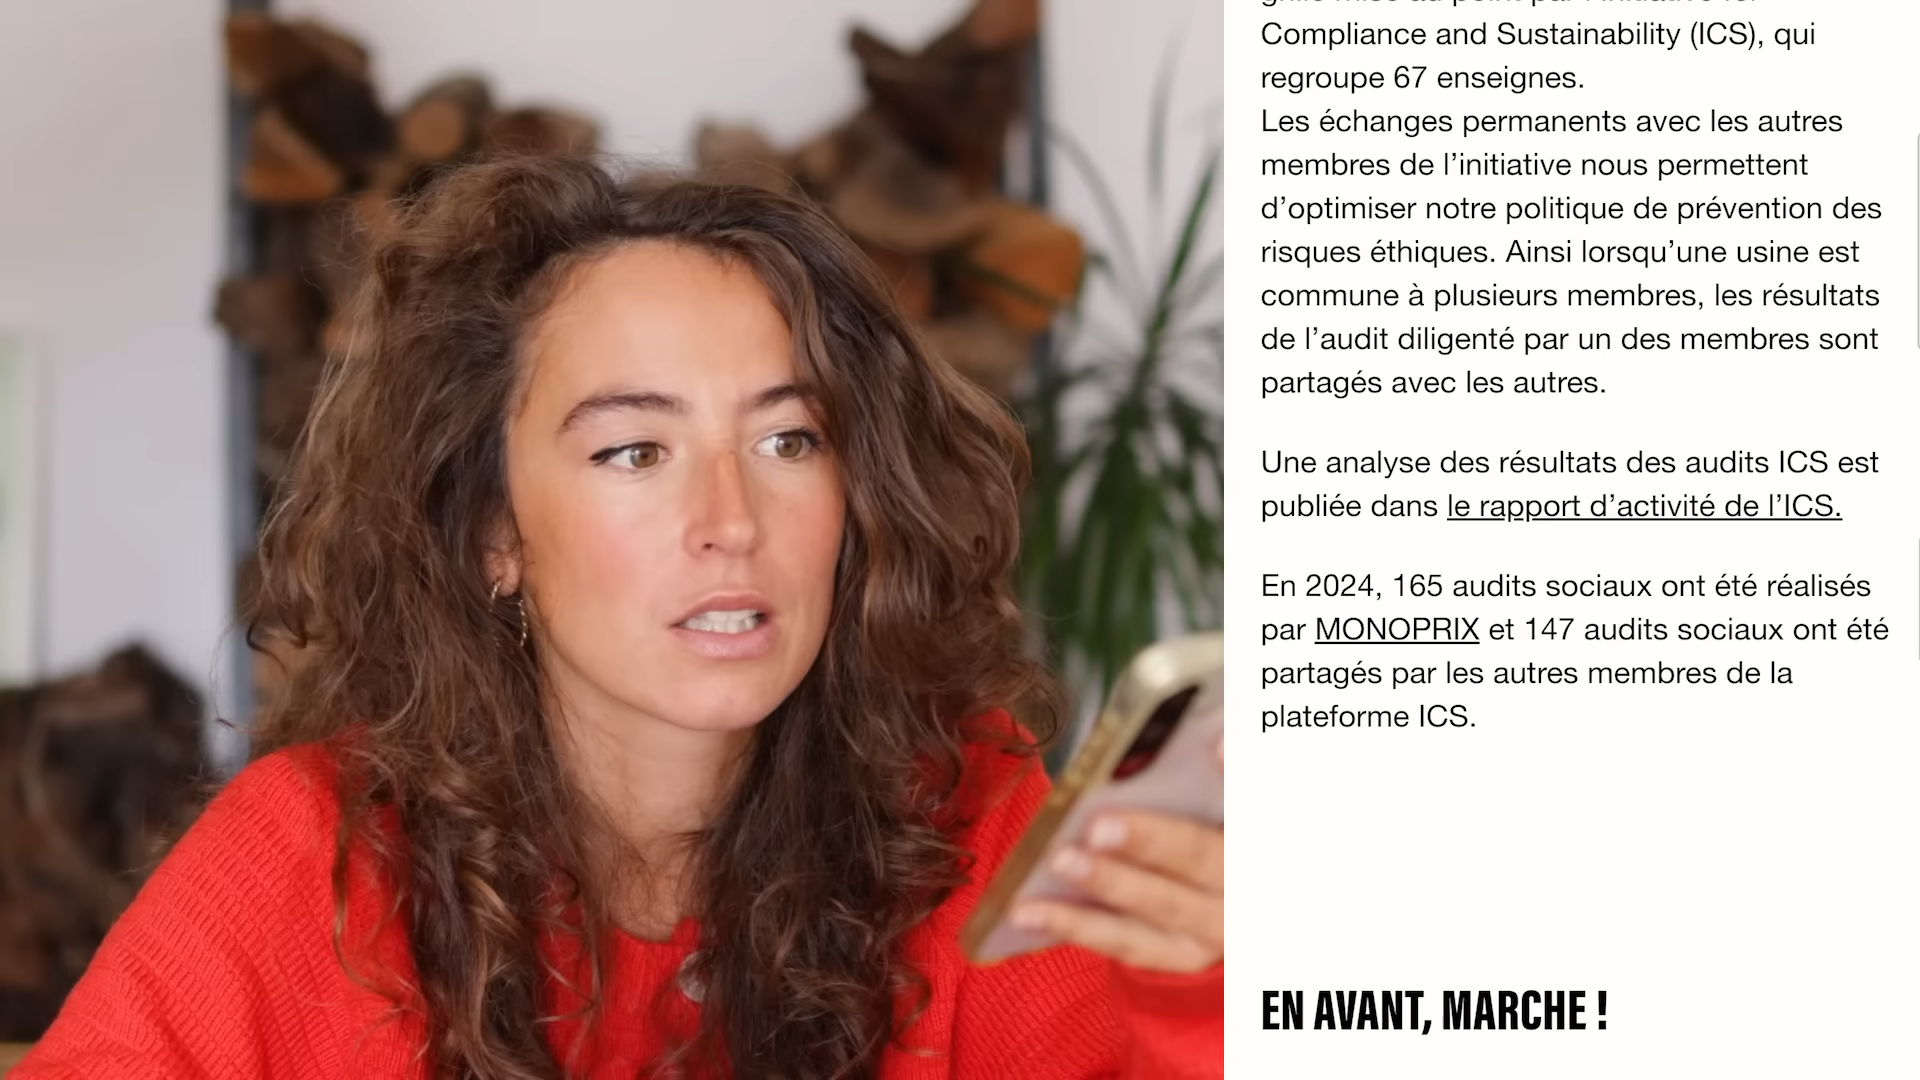 Compliance and Sustainability (ICS), qui
regroupe 67 enseignes.
Les échanges permanents avec les autres
membres de l’initiative nous permettent
d’optimiser notre politique de prévention des
risques éthiques. Ainsi lorsqu’une usine est
commune à plusieurs membres, les résultats
de l’audit diligenté par un des membres sont
partagés avec les autres.
Une analyse des résultats des audits ICS est
publiée dans le rapport d’activité de l’ICS.
En 2024, 165 audits sociaux ont été réalisés
par MONOPRIX et 147 audits sociaux ont été
partagés par les autres membres de la
plateforme ICS.
EN AVANT, MARCHE !